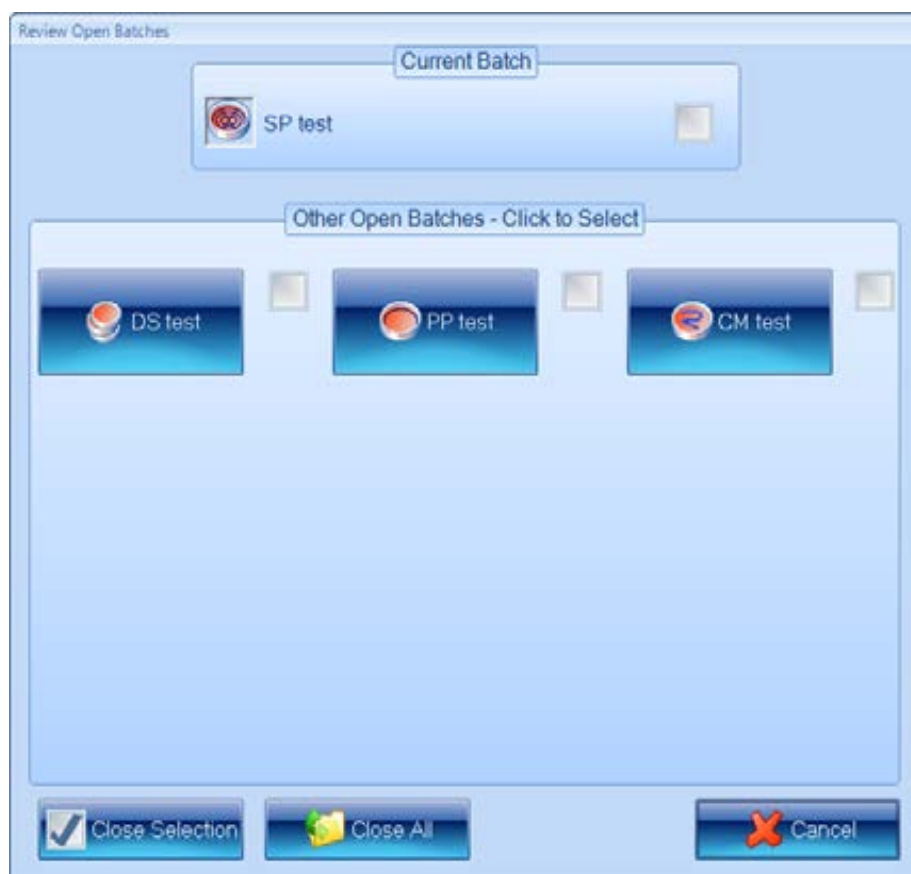 Review Open Batches
Current Batch
SP test
Other Open Batches - Click to Select
DS test
PP test
CM test
Close Selection
Close All
Cancel